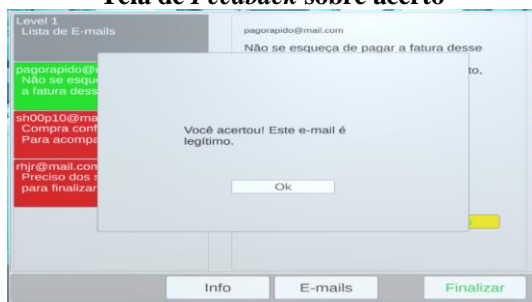 Tela de Feedback sobre acerto
Level 1
Lista de E-mails
pagorapido@mail.com
Não se esqueça de pagar a fatura desse
pagorapido@
Não se esqu
a fatura dess
sh00p10@ma
Compra conf
Para acompa
rhjr@mail.con
Preciso dos
para finalizar
Você acertou! Este e-mail é
legítimo.
Ok
Info
E-mails
Finalizar